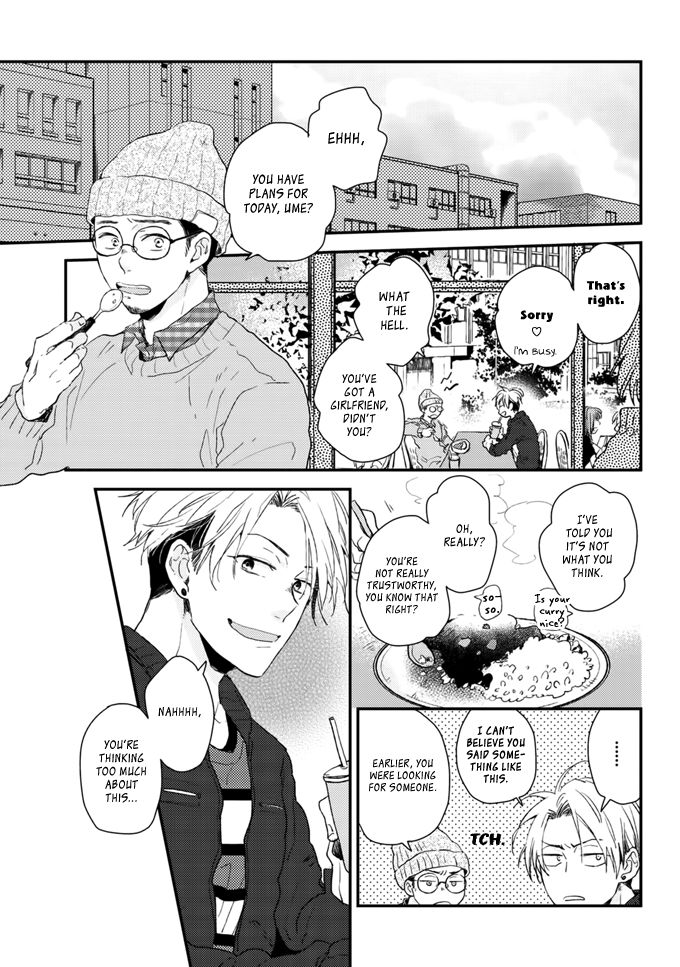 EHHH,
YOU HAVE
PLANS FOR
TODAY, UME?
That's
right.
Sorry
♡
I'm Busy.
WHAT
THE
HELL.
YOU'VE
GOT A
GIRLFRIEND,
DIDN'T
YOU?
I'VE
TOLD YOU
IT'S NOT
WHAT YOU
THINK.
OH,
REALLY?
YOU'RE
NOT REALLY
TRUSTWORTHY,
YOU KNOW THAT
RIGHT?
Is your
curry
nice?
so-
so.
NAHHHH,
YOU'RE
THINKING
TOO MUCH
ABOUT
THIS...
......
I CAN'T
BELIEVE YOU
SAID SOME-
THING LIKE
THIS.
EARLIER, YOU
WERE LOOKING
FOR SOMEONE.
TCH.